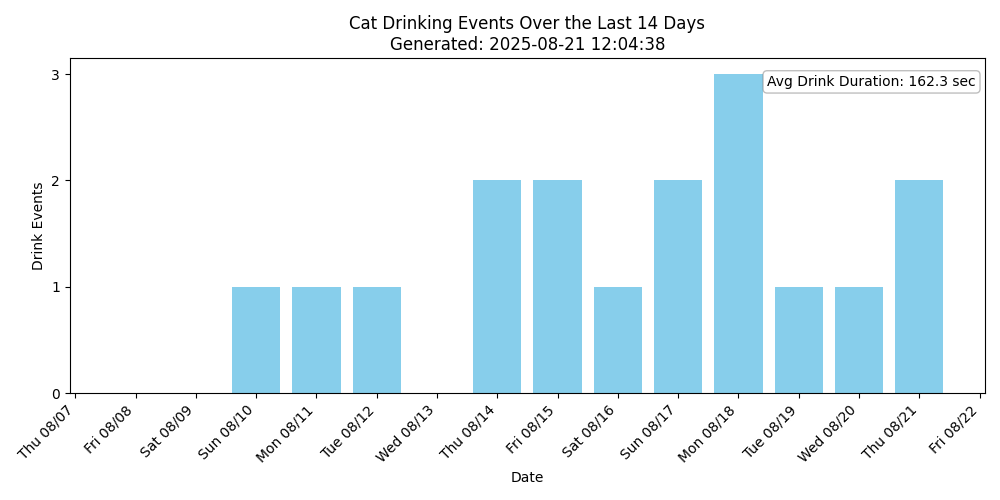 Cat Drinking Events Over the Last 14 Days
Generated: 2025-08-21 12:04:38
Avg Drink Duration: 162.3 sec
Drink Events
3
2
1
0
Thu 08/07
Fri 08/08
Sat 08/09
Sun 08/10
Mon 08/11
Tue 08/12
Wed 08/13
Thu 08/14
Fri 08/15
Sat 08/16
Sun 08/17
Mon 08/18
Tue 08/19
Wed 08/20
Thu 08/21
Fri 08/22
Date